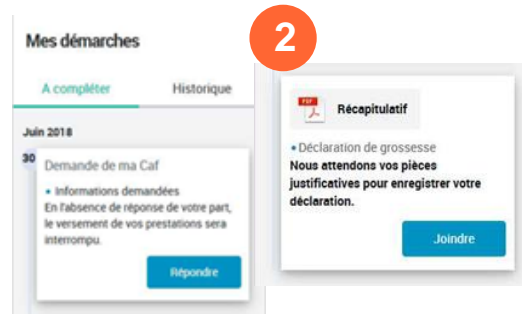 Mes démarches
A compléter Historique
Juin 2018
30
Demande de ma Caf
• Informations demandées
En l'absence de réponse de votre part,
le versement de vos prestations sera
interrompu.
Répondre
2
PDF
Récapitulatif
• Déclaration de grossesse
Nous attendons vos pièces
justificatives pour enregistrer votre
déclaration.
Joindre